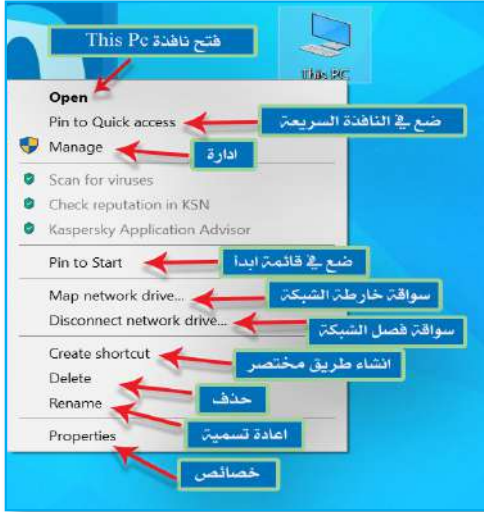 فتح نافذة This Pc
This PC
Open
Pin to Quick access
ضع في النافذة السريعة
Manage
ادارة
Scan for viruses
Check reputation in KSN
Kaspersky Application Advisor
Pin to Start
ضع في قائمة ابدأ
Map network drive...
سواقة خارطة الشبكة
Disconnect network drive...
سواقة فصل الشبكة
Create shortcut
انشاء طريق مختصر
Delete
حذف
Rename
اعادة تسمية
Properties
خصائص